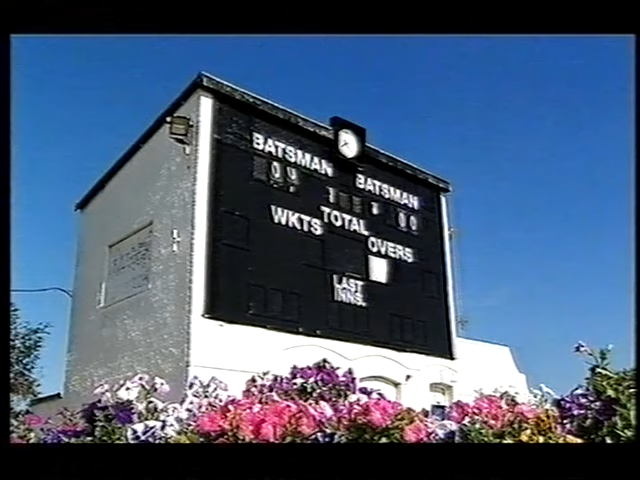 BATSMAN
BATSMAN
TOTAL
WKTS
OVERS
LAST
INNS.